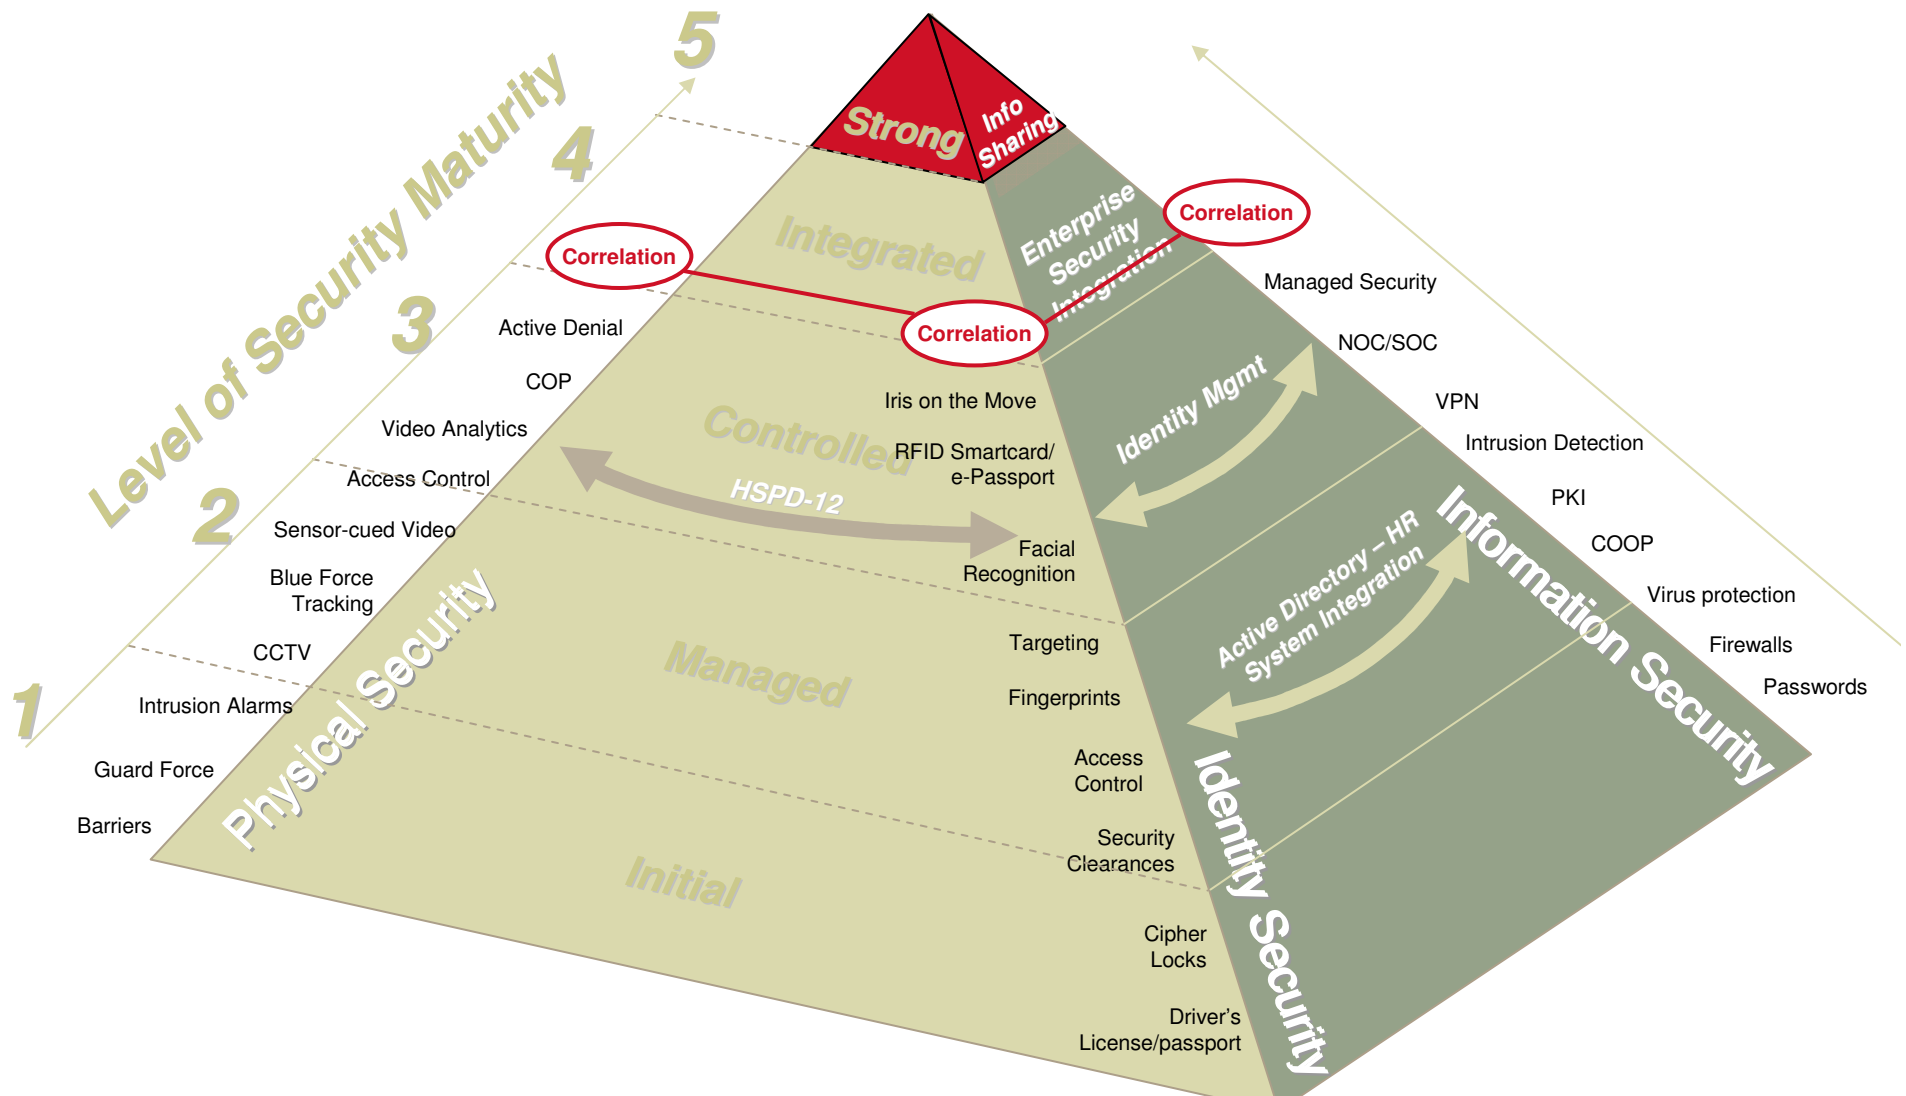 Level of Security Maturity
5
4
3
2
1
Strong
Info
Sharing
Integrated
Enterprise
Security
Integration
Correlation
Correlation
Correlation
Controlled
HSPD-12
Identity Mgmt
Managed
Active Directory – HR
System Integration
Initial
Physical Security
Identity Security
Information Security
Active Denial
COP
Video Analytics
Access Control
Sensor-cued Video
Blue Force
Tracking
CCTV
Intrusion Alarms
Guard Force
Barriers
Iris on the Move
RFID Smartcard/
e-Passport
Facial
Recognition
Targeting
Fingerprints
Access
Control
Security
Clearances
Cipher
Locks
Driver’s
License/passport
Managed Security
NOC/SOC
VPN
Intrusion Detection
PKI
COOP
Virus protection
Firewalls
Passwords